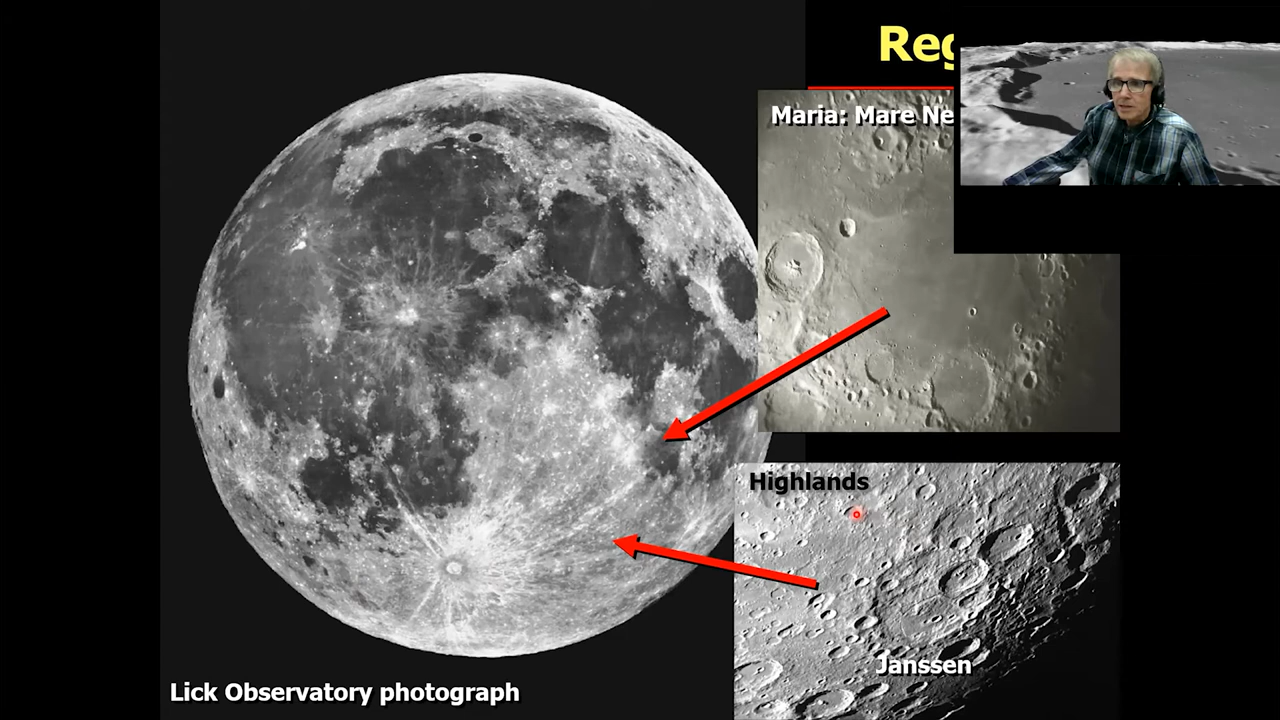 Reg
Maria: Mare Ne
Highlands
Janssen
Lick Observatory photograph